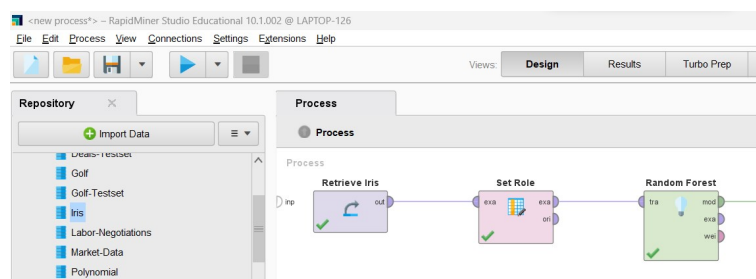 <new process*> – RapidMiner Studio Educational 10.1.002 @ LAPTOP-126
File Edit Process View Connections Settings Extensions Help
Views: Design Results Turbo Prep
Repository
Process
Import Data
Process
Deals-Testset
Golf
Golf-Testset
Iris
Labor-Negotiations
Market-Data
Polynomial
Process
Retrieve Iris
Set Role
Random Forest
inp
out
exa
exa
ori
tra
mod
exa
wei